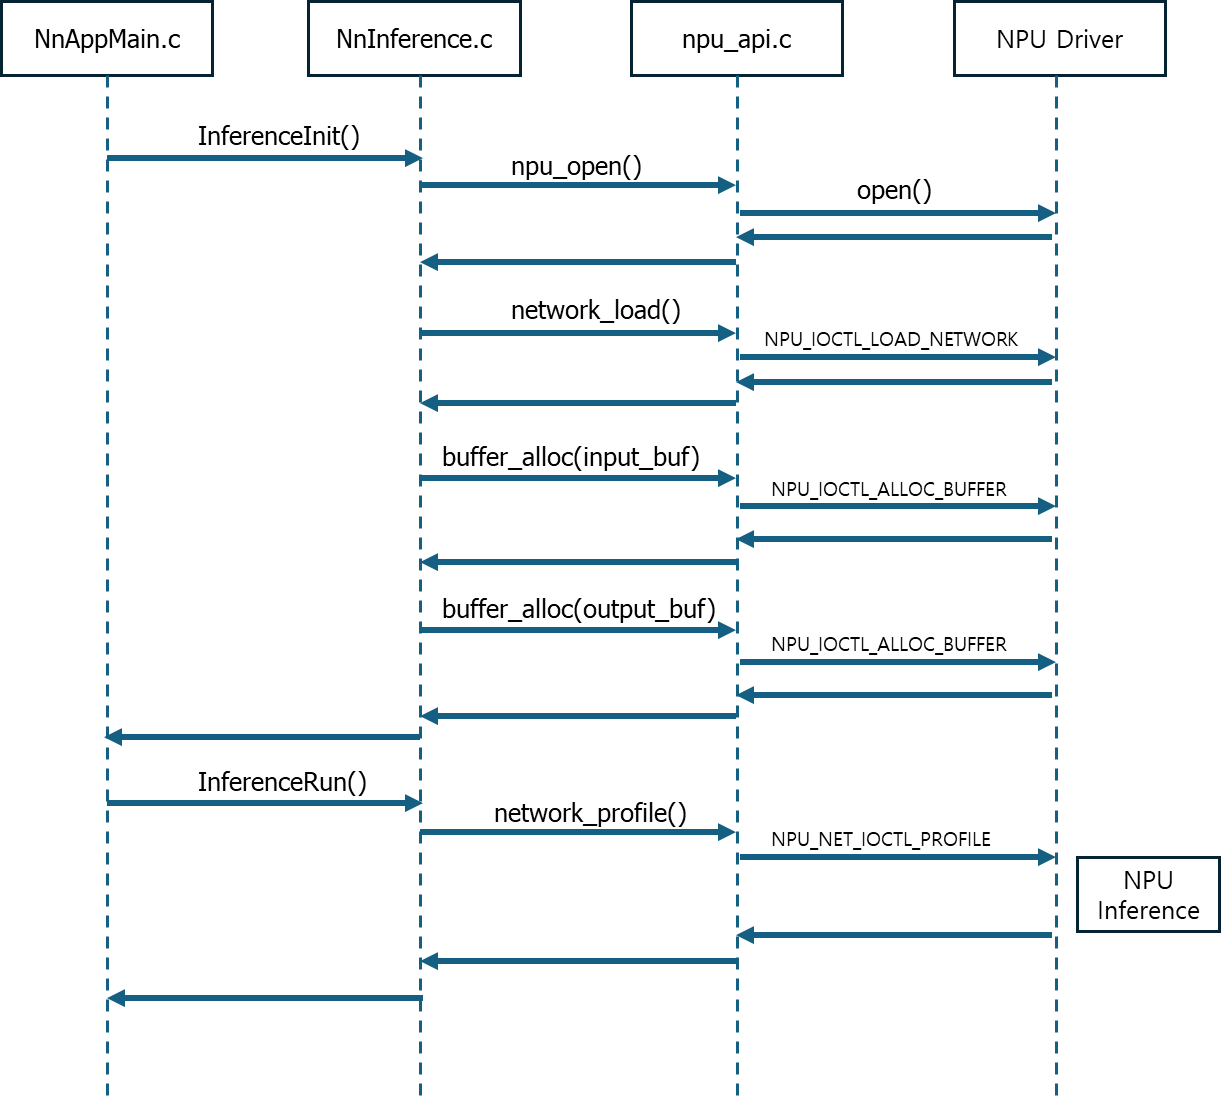 NnAppMain.c
NnInference.c
npu_api.c
NPU Driver
InferenceInit()
npu_open()
open()
network_load()
NPU_IOCTL_LOAD_NETWORK
buffer_alloc(input_buf)
NPU_IOCTL_ALLOC_BUFFER
buffer_alloc(output_buf)
NPU_IOCTL_ALLOC_BUFFER
InferenceRun()
network_profile()
NPU_NET_IOCTL_PROFILE
NPU
Inference